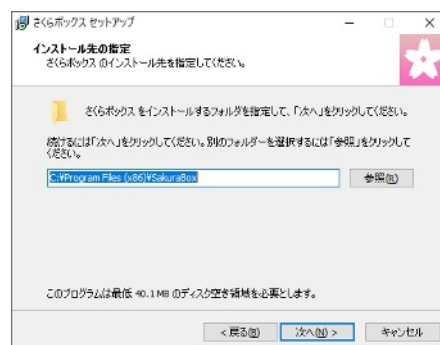 さくらボックス セットアップ
インストール先の指定
さくらボックス のインストール先を指定してください。
さくらボックス をインストールするフォルダを指定して、「次へ」をクリックしてください。
続けるには「次へ」をクリックしてください。別のフォルダーを選択するには「参照」をクリックして
ください。
C:¥Program Files (x86)¥SakuraBox
参照(R)
このプログラムは最低 40.1 MB のディスク空き領域を必要とします。
< 戻る(B)
次へ(N) >
キャンセル